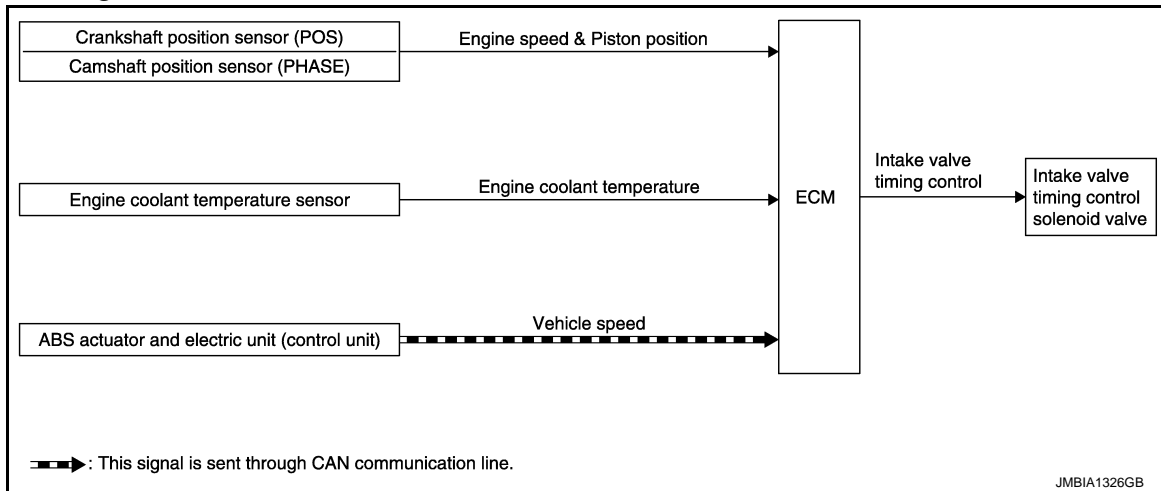 Crankshaft position sensor (POS)
Engine speed & Piston position
Camshaft position sensor (PHASE)
Intake valve
timing control
Intake valve
timing control
solenoid valve
Engine coolant temperature sensor
Engine coolant temperature
ECM
ABS actuator and electric unit (control unit)
Vehicle speed
: This signal is sent through CAN communication line.
JMBIA1326GB